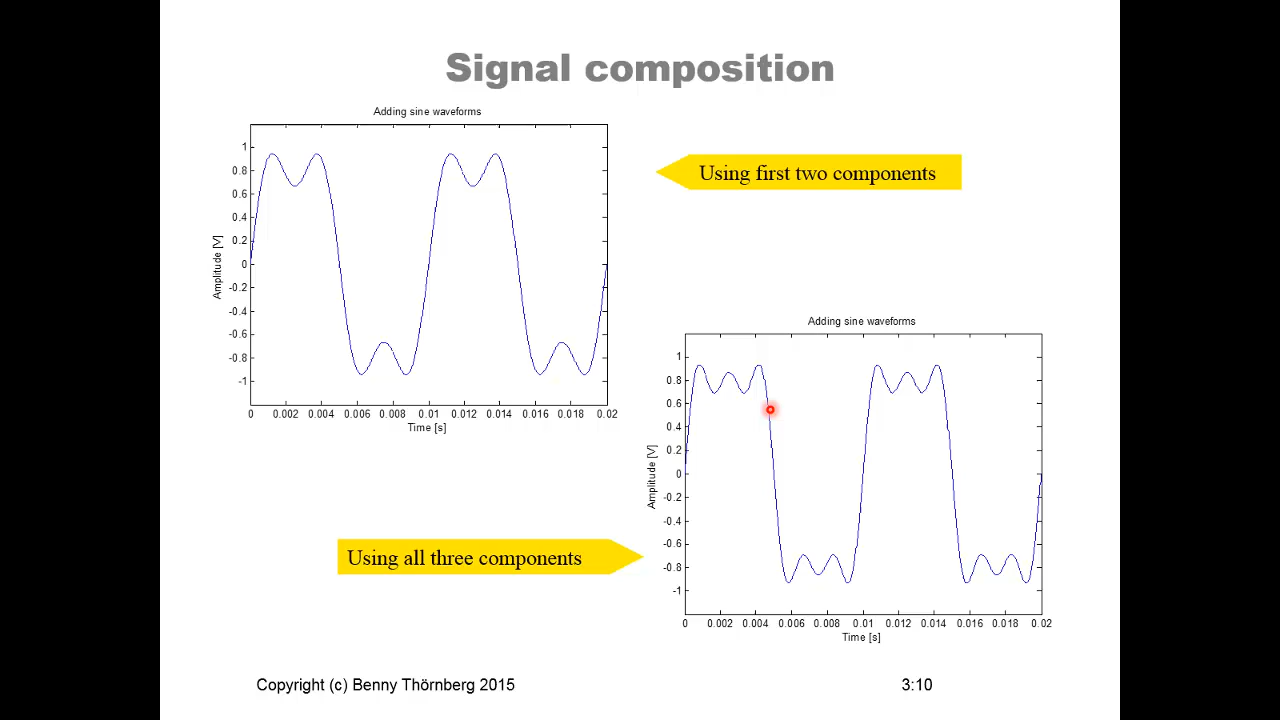 Signal composition
Adding sine waveforms
Using first two components
1
0.8
0.6
0.4
0.2
0
-0.2
-0.4
-0.6
-0.8
-1
Amplitude [V]
0 0.002 0.004 0.006 0.008 0.01 0.012 0.014 0.016 0.018 0.02
Time [s]
Adding sine waveforms
1
0.8
0.6
0.4
0.2
0
-0.2
-0.4
-0.6
-0.8
-1
Amplitude [V]
0 0.002 0.004 0.006 0.008 0.01 0.012 0.014 0.016 0.018 0.02
Time [s]
Using all three components
Copyright (c) Benny Thörnberg 2015
3:10